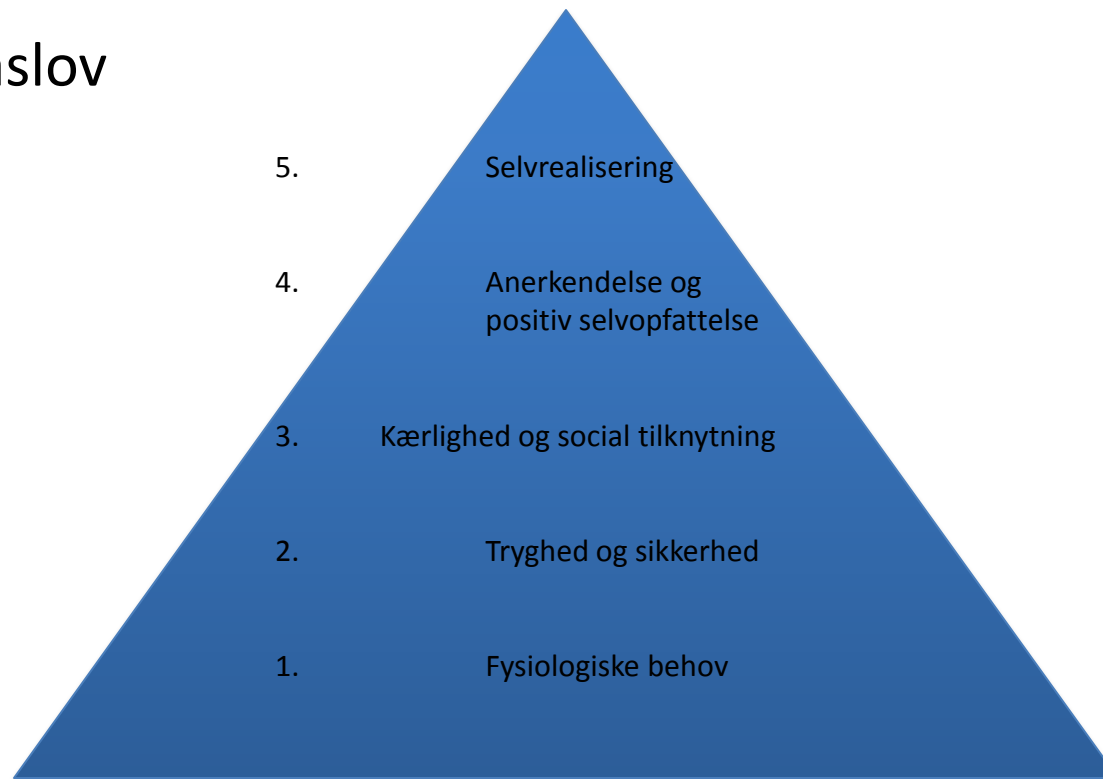 aslov
5. Selvrealisering
4. Anerkendelse og
positiv selvopfattelse
3. Kærlighed og social tilknytning
2. Tryghed og sikkerhed
1. Fysiologiske behov